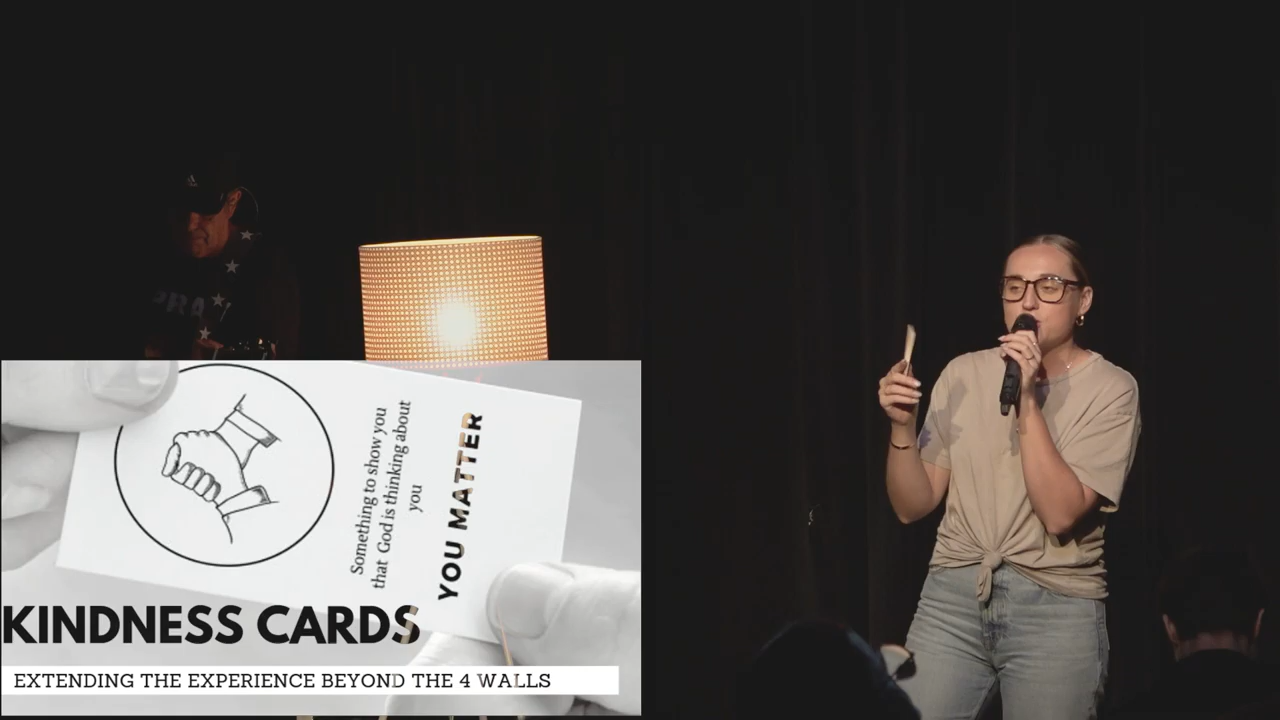 Something to show you
that God is thinking about
you
YOU MATTER
KINDNESS CARDS
EXTENDING THE EXPERIENCE BEYOND THE 4 WALLS